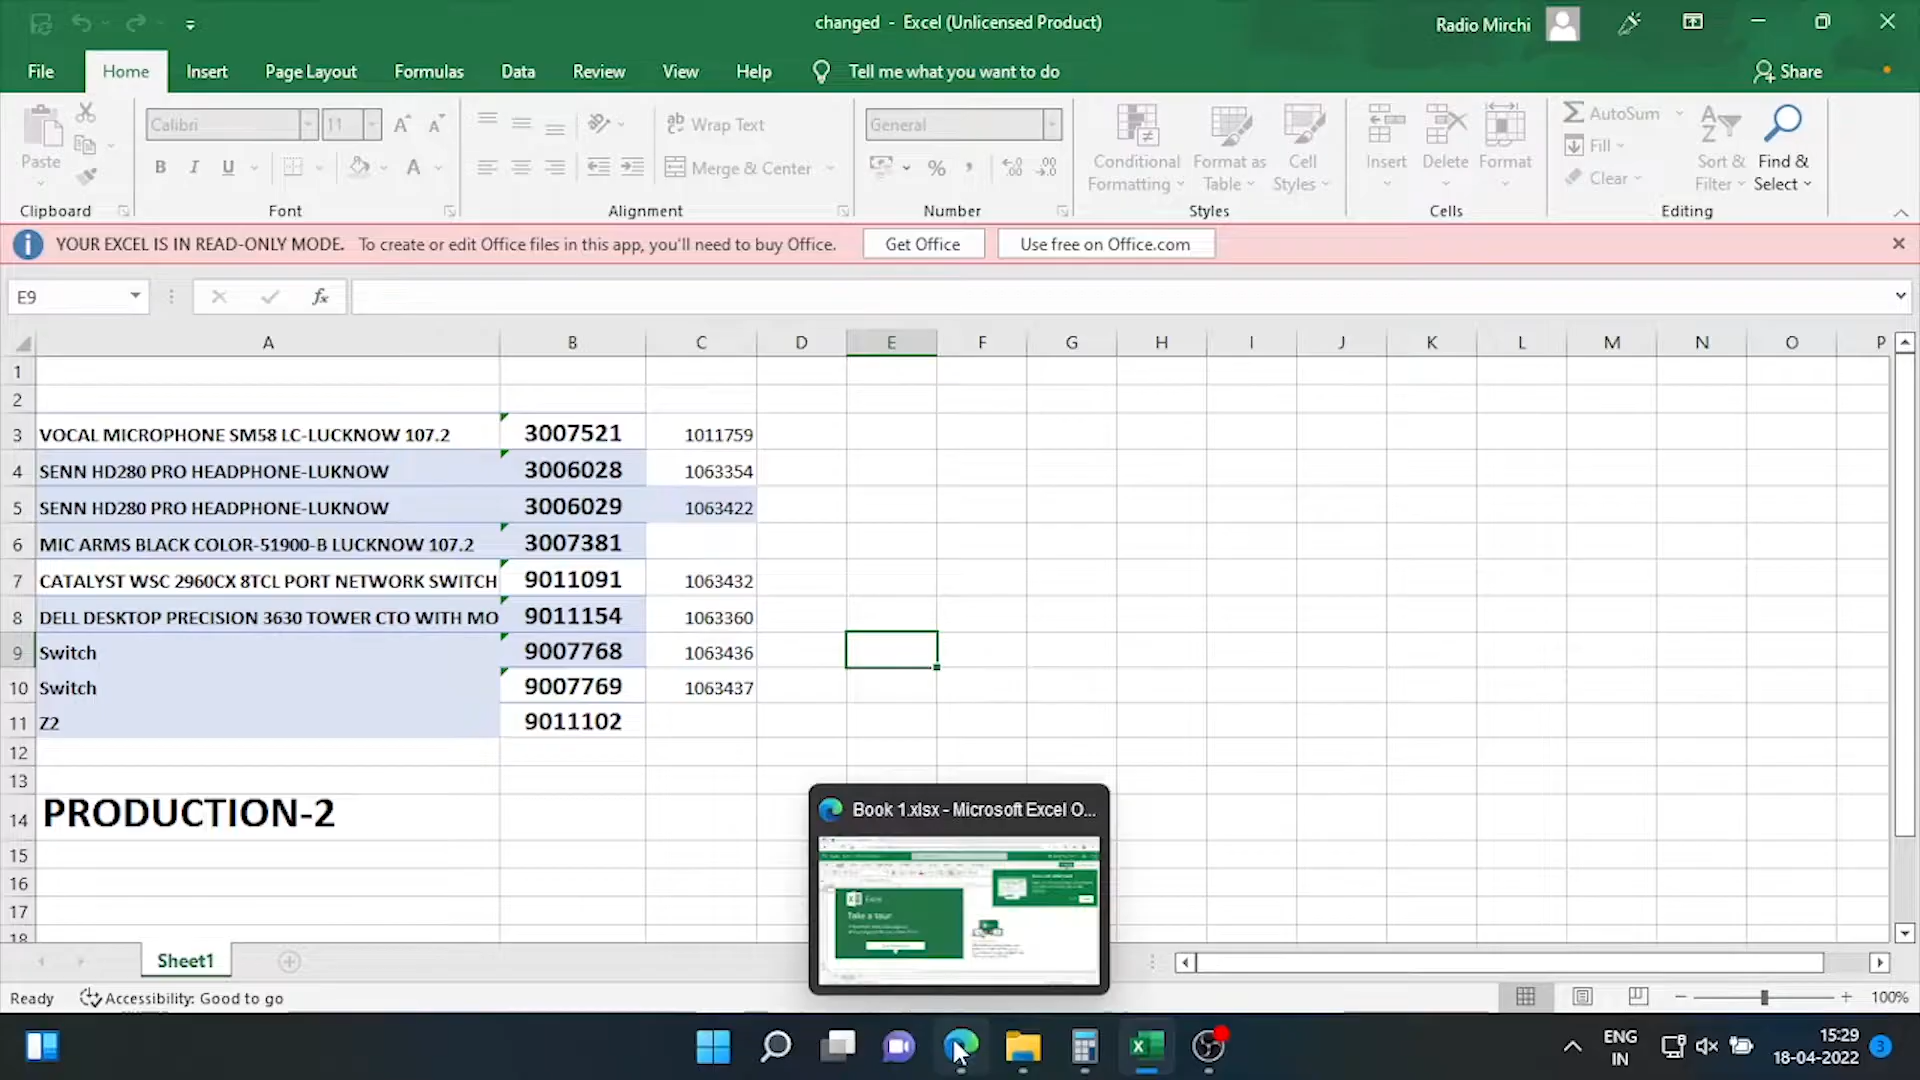 changed - Excel (Unlicensed Product)
Radio Mirchi
File Home Insert Page Layout Formulas Data Review View Help Tell me what you want to do Share
Calibri 11 Wrap Text General AutoSum
Paste B I U Merge & Center % , Conditional Formatting Format as Table Cell Styles Insert Delete Format Fill Clear Sort & Filter Find & Select
Clipboard Font Alignment Number Styles Cells Editing
YOUR EXCEL IS IN READ-ONLY MODE. To create or edit Office files in this app, you'll need to buy Office. Get Office Use free on Office.com
E9 fx
A B C D E F G H I J K L M N O P
1
2
3 VOCAL MICROPHONE SM58 LC-LUCKNOW 107.2 3007521 1011759
4 SENN HD280 PRO HEADPHONE-LUKNOW 3006028 1063354
5 SENN HD280 PRO HEADPHONE-LUKNOW 3006029 1063422
6 MIC ARMS BLACK COLOR-51900-B LUCKNOW 107.2 3007381
7 CATALYST WSC 2960CX 8TCL PORT NETWORK SWITCH 9011091 1063432
8 DELL DESKTOP PRECISION 3630 TOWER CTO WITH MO 9011154 1063360
9 Switch 9007768 1063436
10 Switch 9007769 1063437
11 Z2 9011102
12
13
14 PRODUCTION-2
15
16
17
18
Book 1.xlsx - Microsoft Excel O...
Excel
Take a tour
Sheet1
Ready Accessibility: Good to go 100%
ENG
IN
15:29
18-04-2022
3